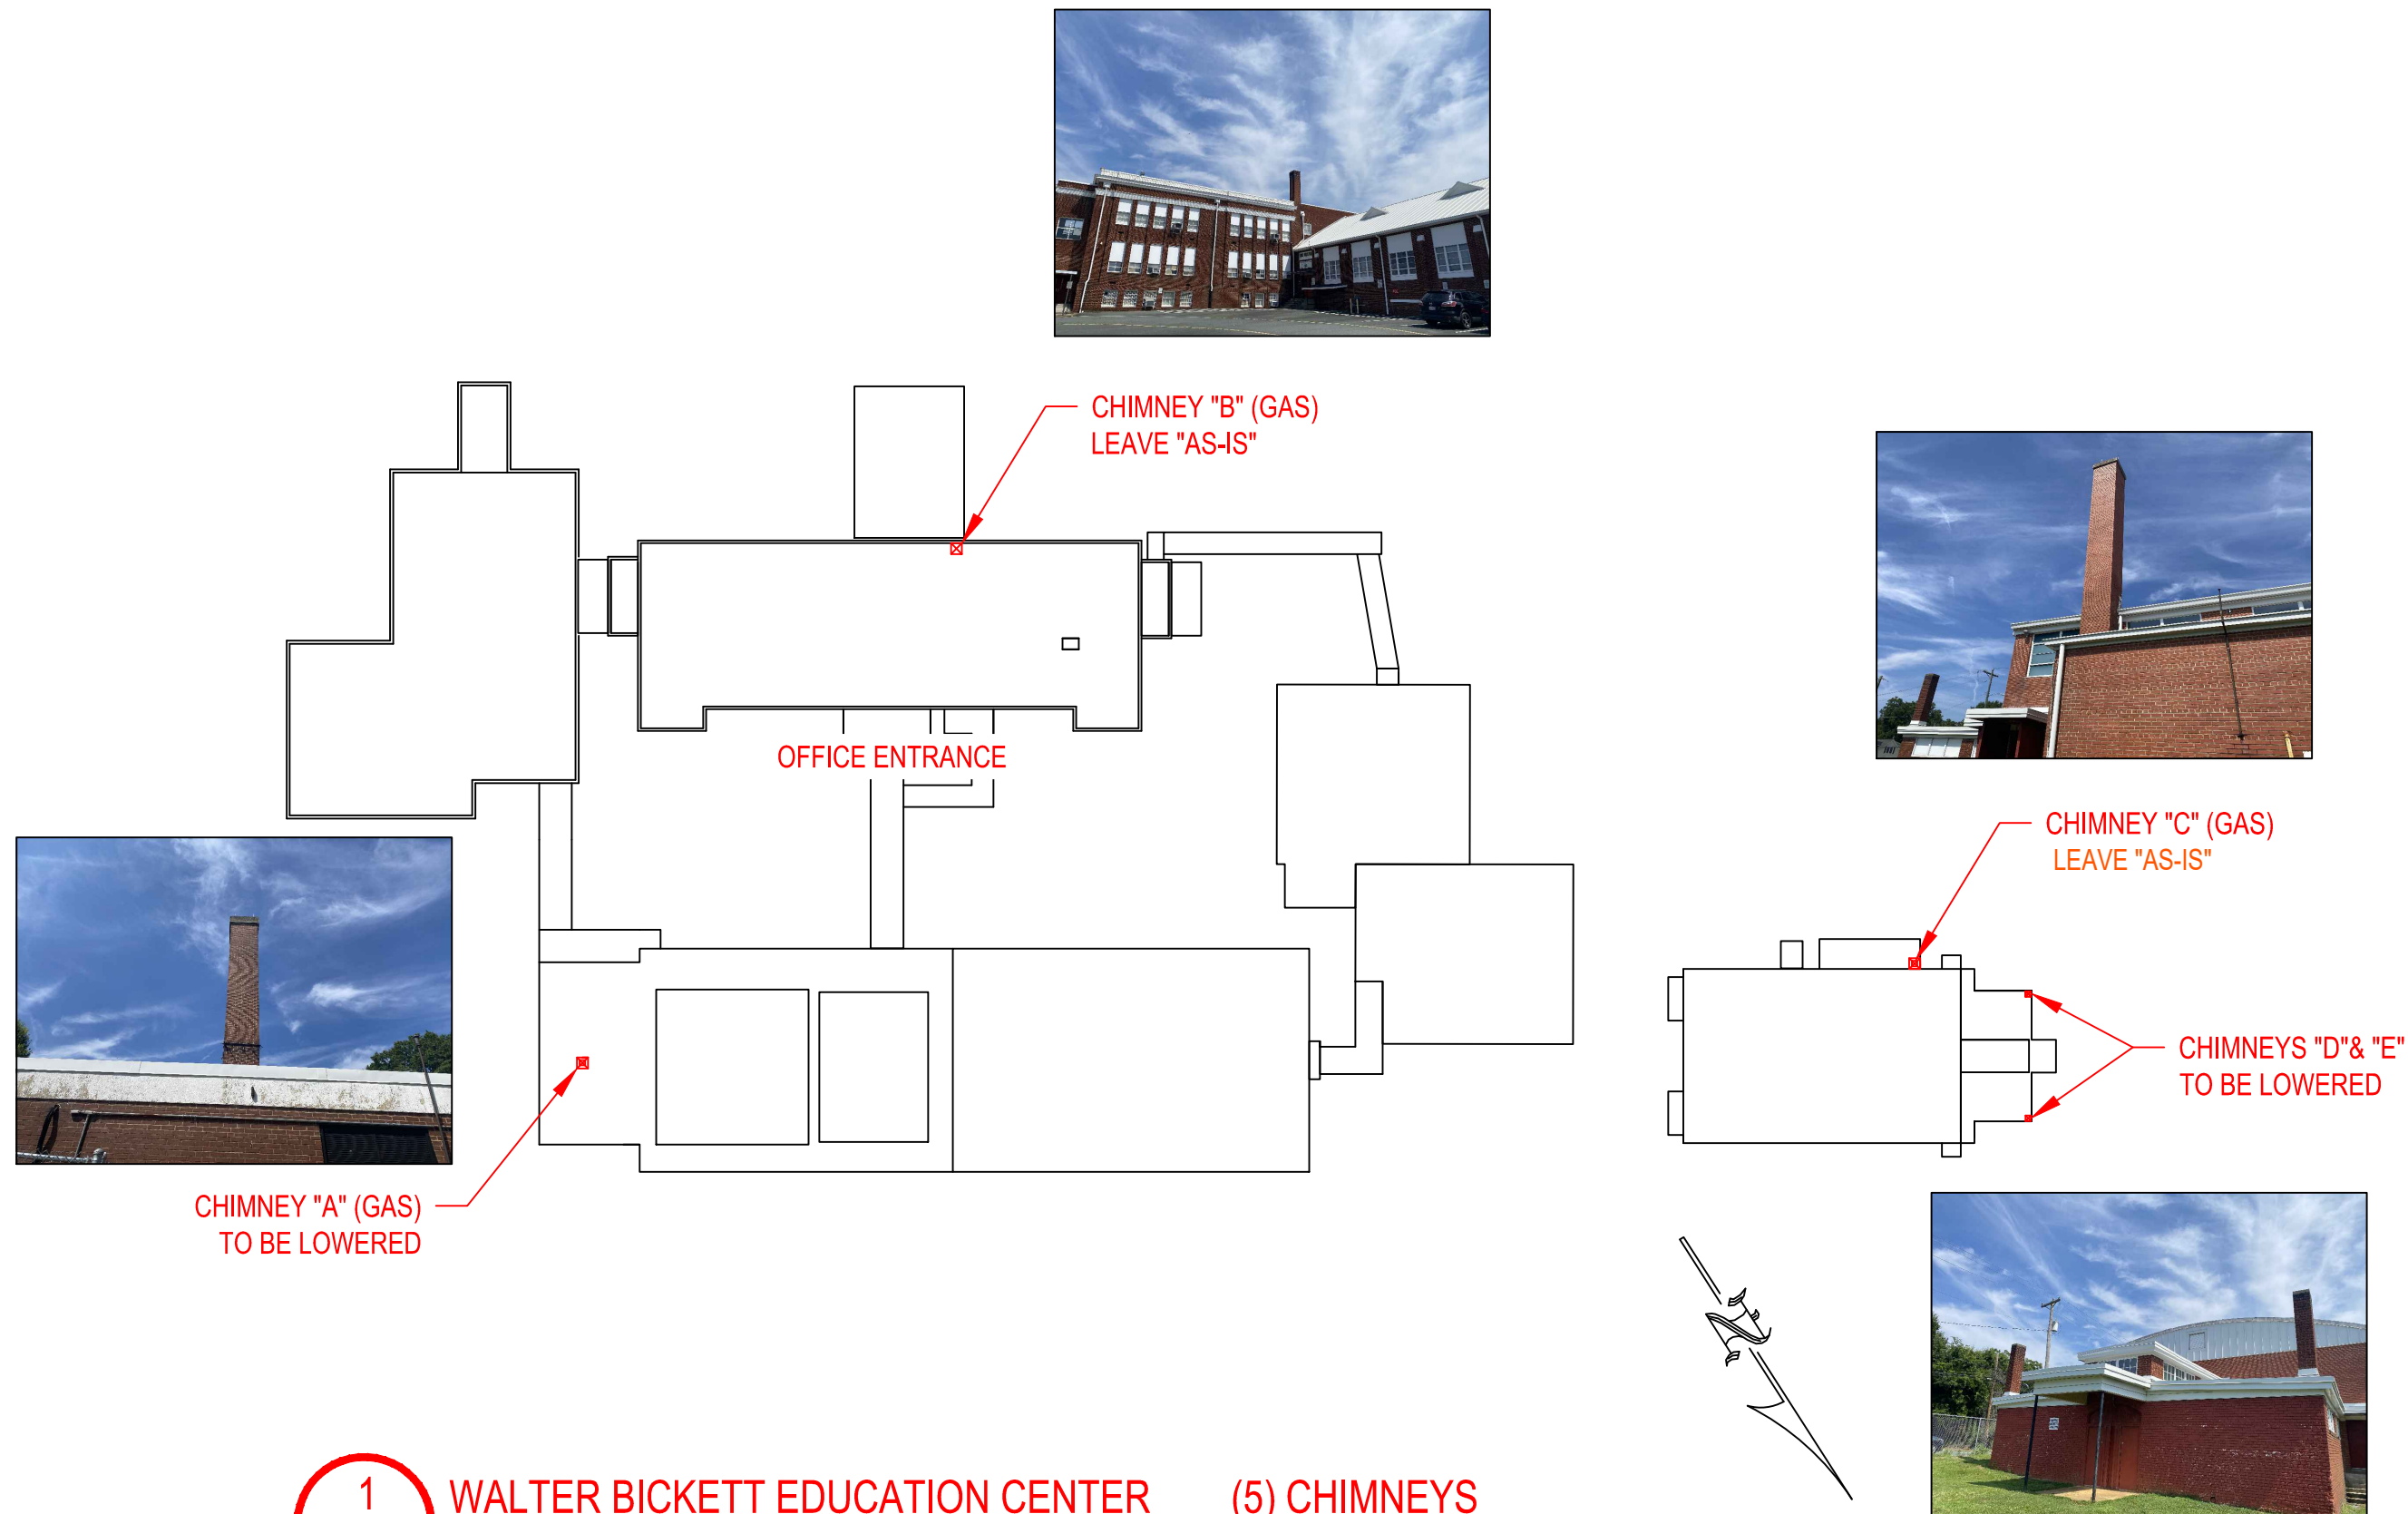 CHIMNEY "B" (GAS)
LEAVE "AS-IS"
OFFICE ENTRANCE
CHIMNEY "C" (GAS)
LEAVE "AS-IS"
CHIMNEYS "D"& "E"
TO BE LOWERED
CHIMNEY "A" (GAS)
TO BE LOWERED
N
1
WALTER BICKETT EDUCATION CENTER (5) CHIMNEYS